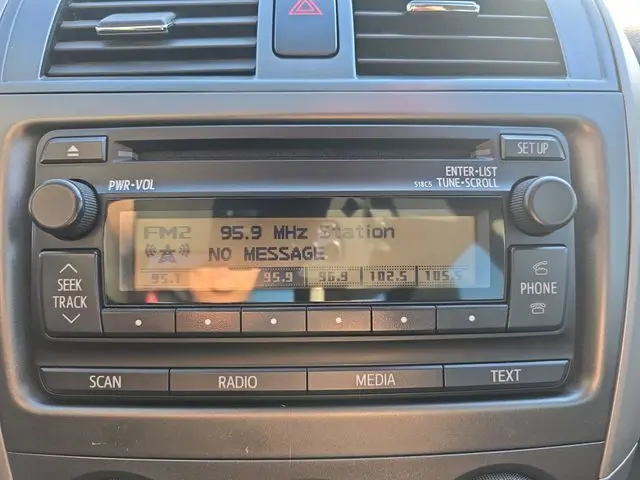 SET UP
PWR·VOL
ENTER·LIST
S18C5 TUNE·SCROLL
FM2 95.9 MHz Station
NO MESSAGE
95.1 95.9 96.9 102.5 105.5
SEEK
TRACK
PHONE
SCAN RADIO MEDIA TEXT